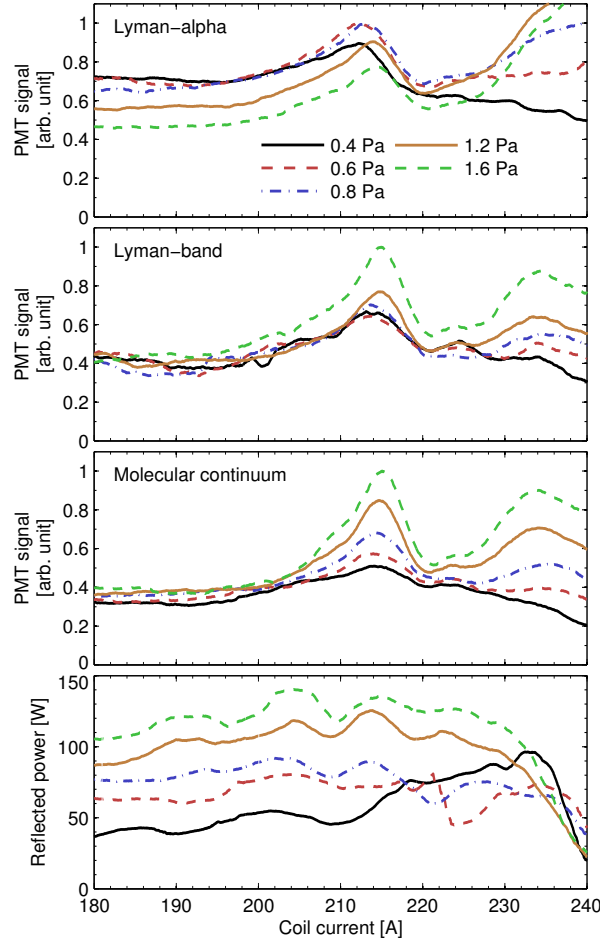 Lyman−alpha
1
0.8
0.6
0.4
0.2
0
PMT signal
[arb. unit]
0.4 Pa
1.2 Pa
0.6 Pa
1.6 Pa
0.8 Pa
Lyman−band
1
0.8
0.6
0.4
0.2
0
PMT signal
[arb. unit]
Molecular continuum
1
0.8
0.6
0.4
0.2
0
PMT signal
[arb. unit]
150
100
50
0
Reflected power [W]
180
190
200
210
220
230
240
Coil current [A]